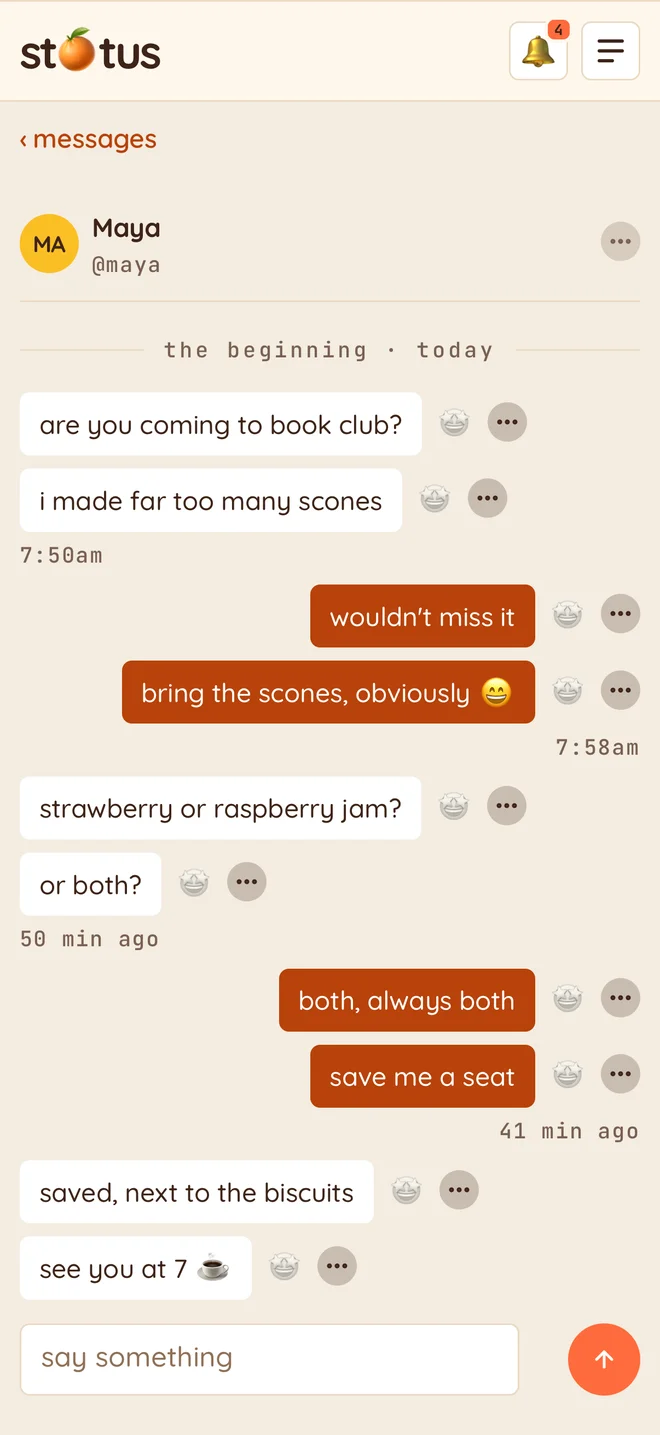 st🍊tus
4
‹ messages
MA
Maya
@maya
the beginning · today
are you coming to book club?
i made far too many scones
7:50am
wouldn't miss it
bring the scones, obviously 😄
7:58am
strawberry or raspberry jam?
or both?
50 min ago
both, always both
save me a seat
41 min ago
saved, next to the biscuits
see you at 7 ☕
say something